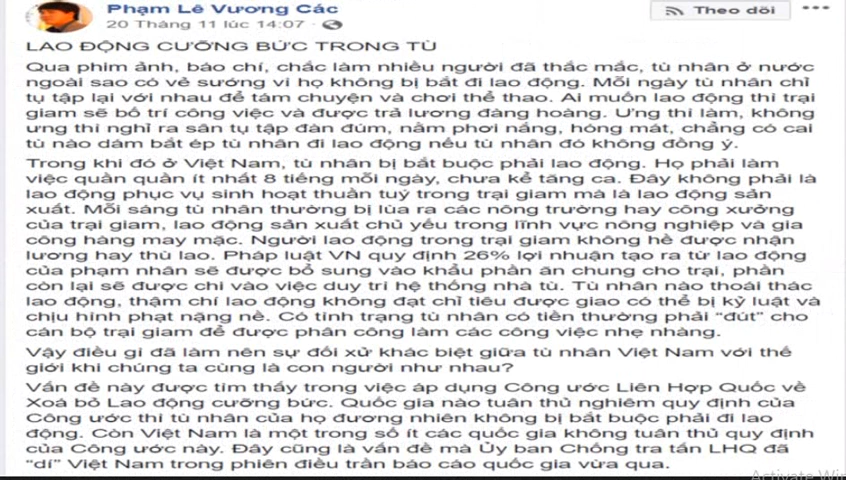 Phạm Lê Vương Các
20 Tháng 11 lúc 14:07 ·
Theo dõi
LAO ĐỘNG CƯỠNG BỨC TRONG TÙ
Qua phim ảnh, báo chí, chắc làm nhiều người đã thắc mắc, tù nhân ở nước
ngoài sao có vẻ sướng vì họ không bị bắt đi lao động. Mỗi ngày tù nhân chỉ
tụ tập lại với nhau để tám chuyện và chơi thể thao. Ai muốn lao động thì trại
giam sẽ bố trí công việc và được trả lương đàng hoàng. Ưng thì làm, không
ưng thì nghỉ ra sân tụ tập đàn đúm, nằm phơi nắng, hóng mát, chẳng có cai
tù nào dám bắt ép tù nhân đi lao động nếu tù nhân đó không đồng ý.
Trong khi đó ở Việt Nam, tù nhân bị bắt buộc phải lao động. Họ phải làm
việc quần quần ít nhất 8 tiếng mỗi ngày, chưa kể tăng ca. Đây không phải là
lao động phục vụ sinh hoạt thuần tuý trong trại giam mà là lao động sản
xuất. Mỗi sáng tù nhân thường bị lùa ra các nông trường hay công xưởng
của trại giam, lao động sản xuất chủ yếu trong lĩnh vực nông nghiệp và gia
công hàng may mặc. Người lao động trong trại giam không hề được nhận
lương hay thù lao. Pháp luật VN quy định 26% lợi nhuận tạo ra từ lao động
của phạm nhân sẽ được bổ sung vào khẩu phần ăn chung cho trại, phần
còn lại sẽ được chi vào việc duy trì hệ thống nhà tù. Tù nhân nào thoái thác
lao động, thậm chí lao động không đạt chỉ tiêu được giao có thể bị kỷ luật và
chịu hình phạt nặng nề. Có tình trạng tù nhân có tiền thường phải “đút” cho
cán bộ trại giam để được phân công làm các công việc nhẹ nhàng.
Vậy điều gì đã làm nên sự đối xử khác biệt giữa tù nhân Việt Nam với thế
giới khi chúng ta cùng là con người như nhau?
Vấn đề này được tìm thấy trong việc áp dụng Công ước Liên Hợp Quốc về
Xoá bỏ Lao động cưỡng bức. Quốc gia nào tuân thủ nghiêm quy định của
Công ước thì tù nhân của họ đương nhiên không bị bắt buộc phải đi lao
động. Còn Việt Nam là một trong số ít các quốc gia không tuân thủ quy định
của Công ước này. Đây cũng là vấn đề mà Ủy ban Chống tra tấn LHQ đã
“dí” Việt Nam trong phiên điều trần báo cáo quốc gia vừa qua.